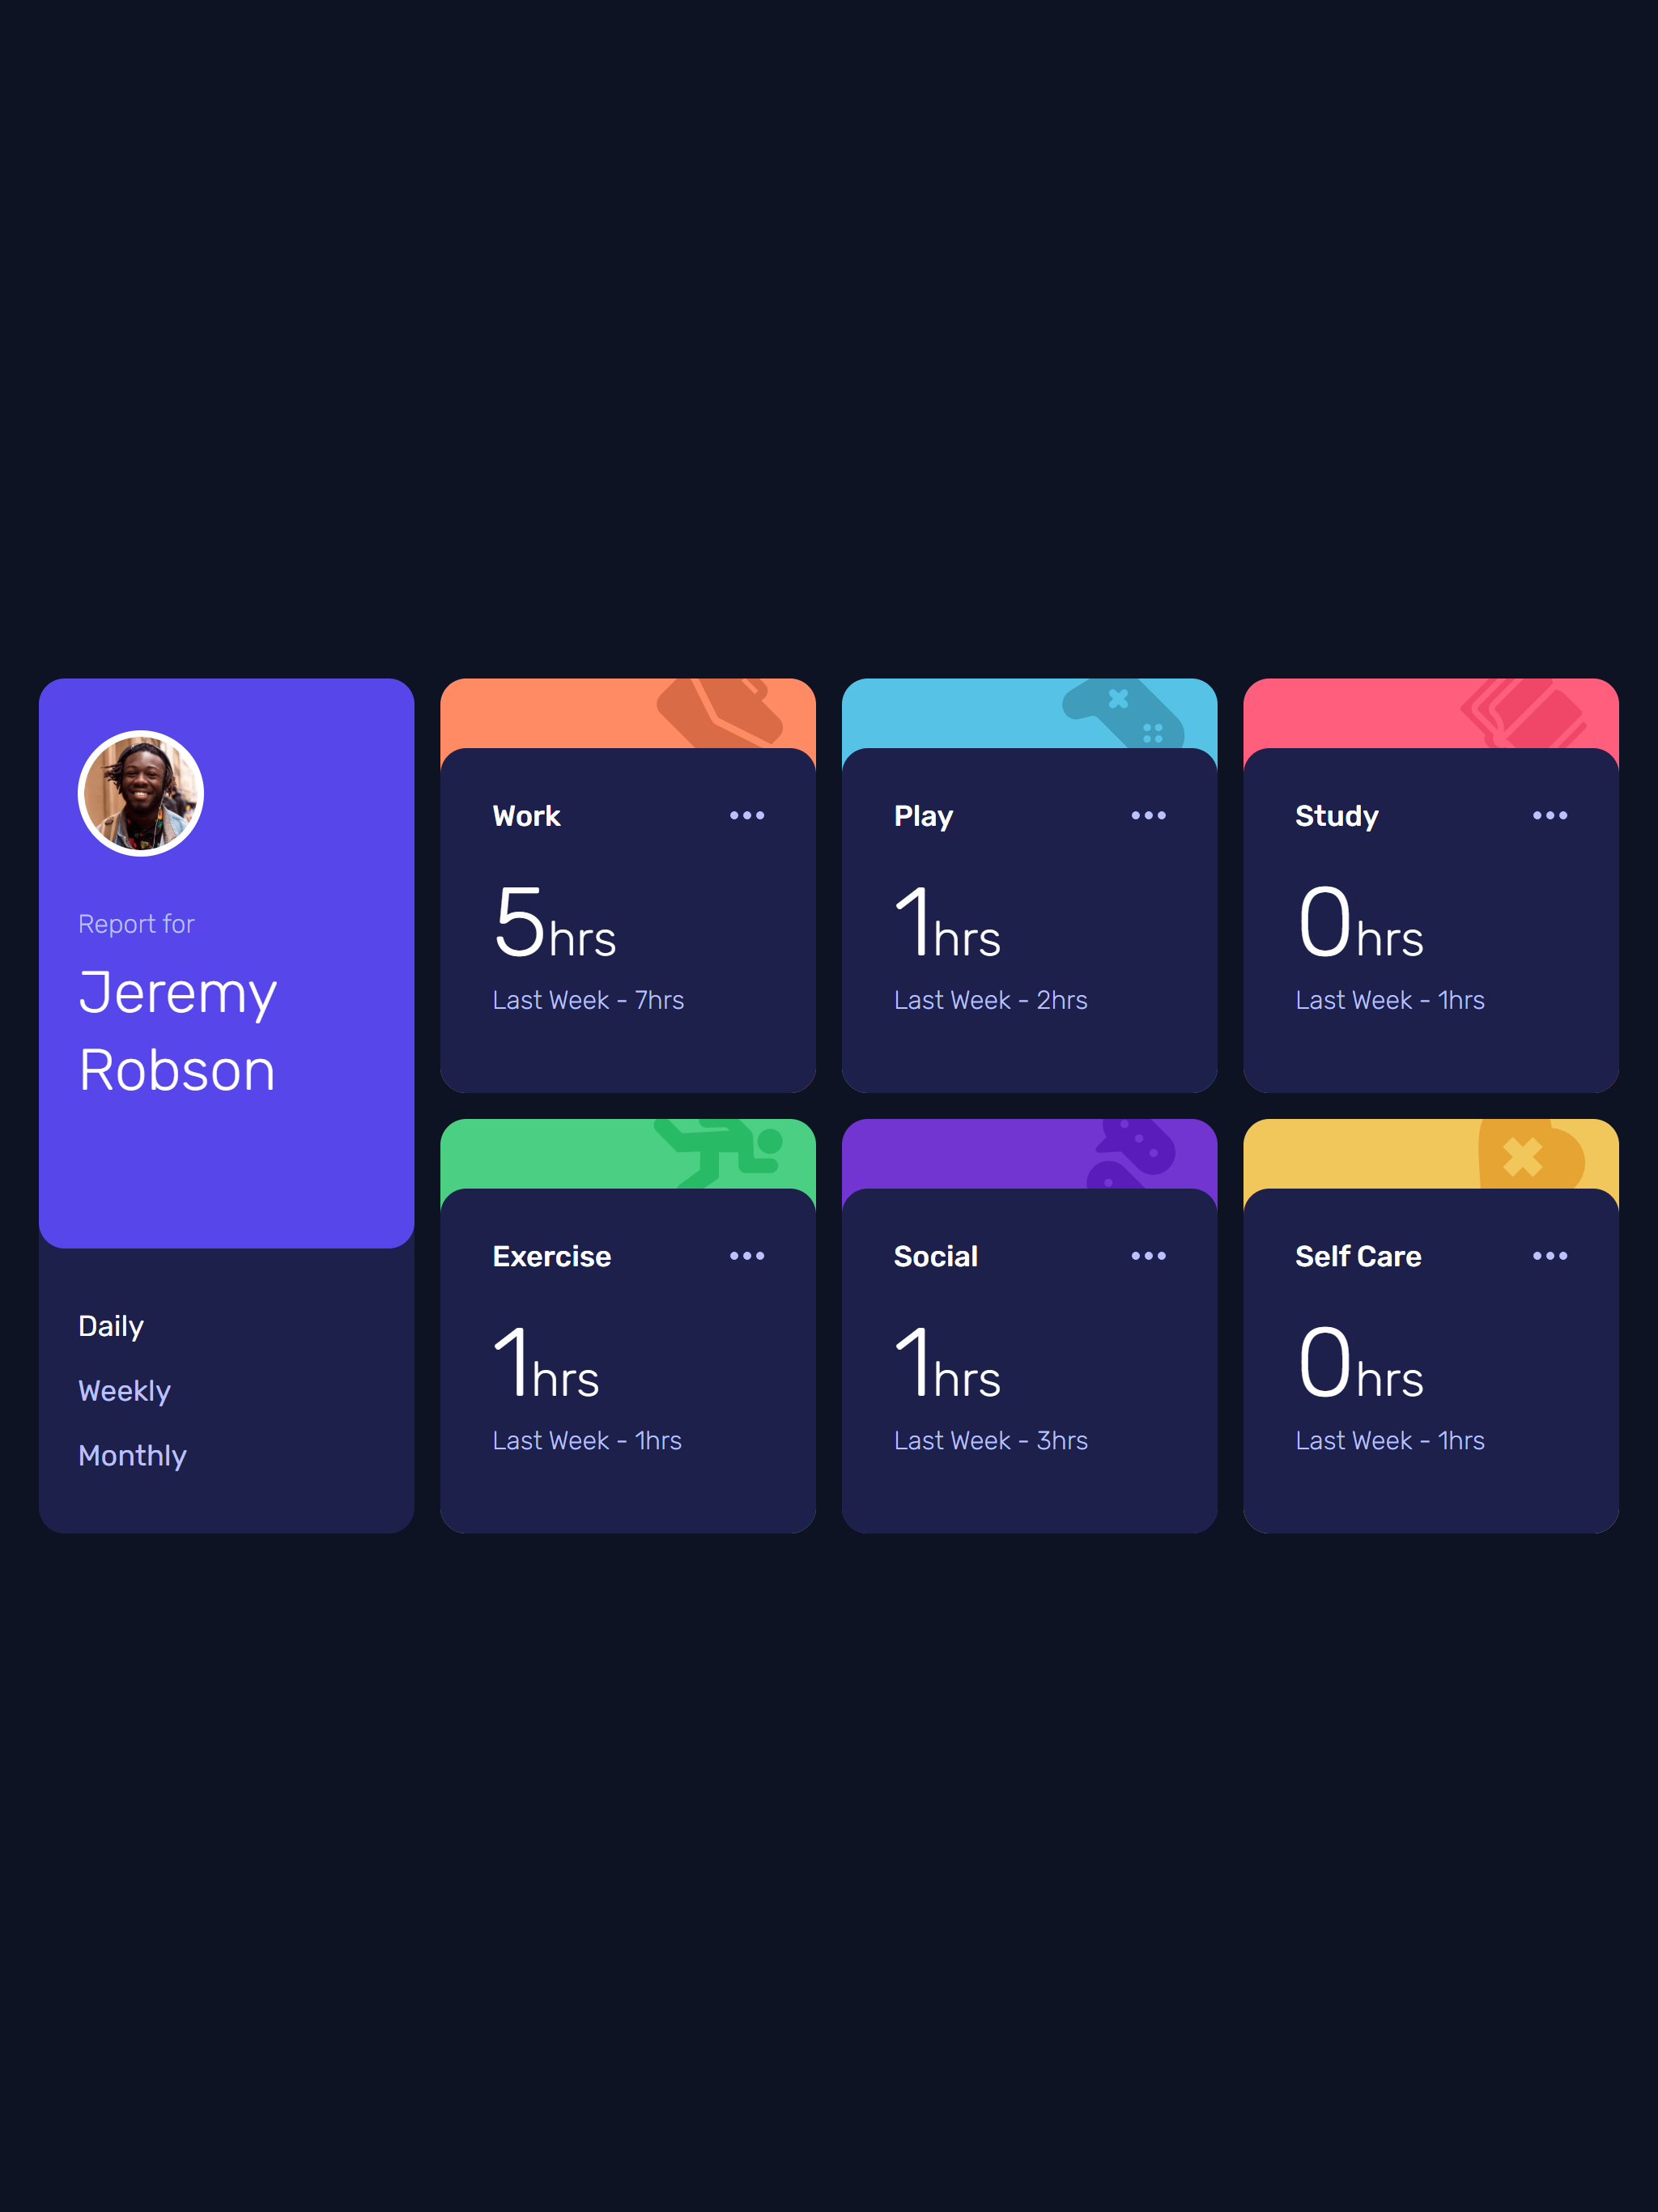 Report for
Jeremy
Robson
Daily
Weekly
Monthly
Work
5hrs
Last Week - 7hrs
Play
1hrs
Last Week - 2hrs
Study
0hrs
Last Week - 1hrs
Exercise
1hrs
Last Week - 1hrs
Social
1hrs
Last Week - 3hrs
Self Care
0hrs
Last Week - 1hrs